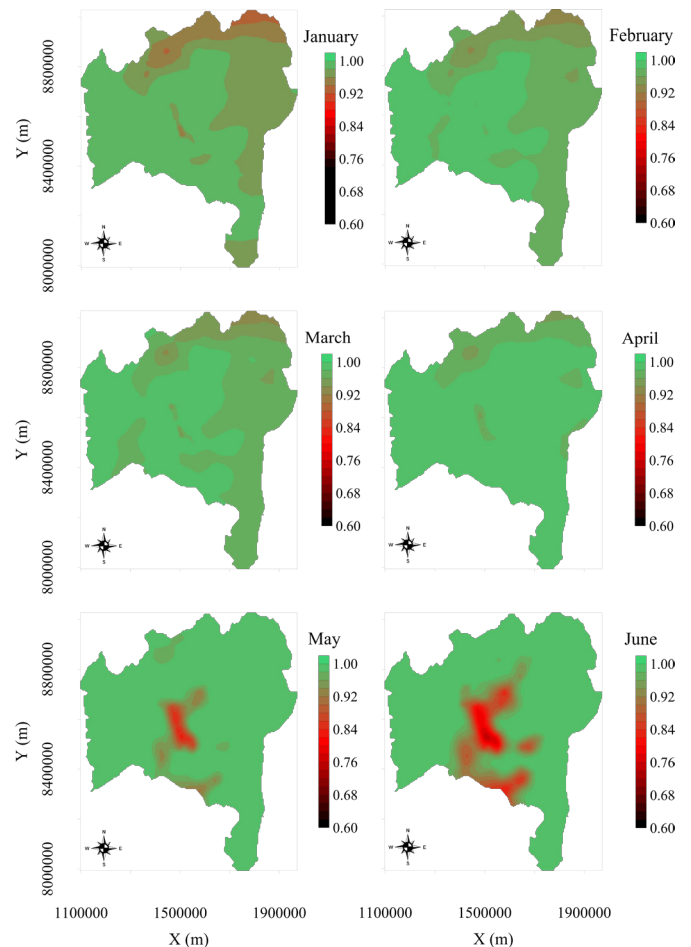 January
1.00
0.92
0.84
0.76
0.68
0.60
8800000
8400000
8000000
Y (m)
N
W E
S
February
1.00
0.92
0.84
0.76
0.68
0.60
N
W E
S
March
1.00
0.92
0.84
0.76
0.68
0.60
8800000
8400000
8000000
Y (m)
N
W E
S
April
1.00
0.92
0.84
0.76
0.68
0.60
N
W E
S
May
1.00
0.92
0.84
0.76
0.68
0.60
8800000
8400000
8000000
Y (m)
N
W E
S
June
1.00
0.92
0.84
0.76
0.68
0.60
N
W E
S
1100000 1500000 1900000
X (m)
1100000 1500000 1900000
X (m)